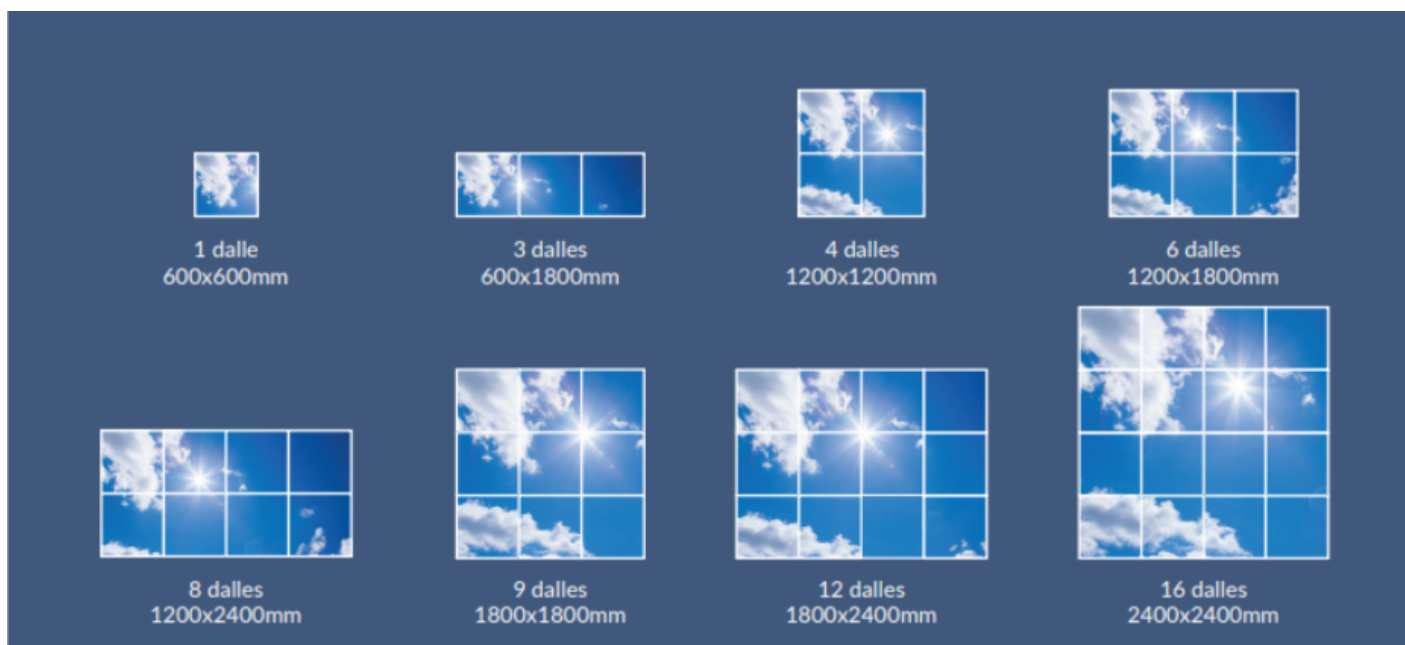 1 dalle
600x600mm
3 dalles
600x1800mm
4 dalles
1200x1200mm
6 dalles
1200x1800mm
8 dalles
1200x2400mm
9 dalles
1800x1800mm
12 dalles
1800x2400mm
16 dalles
2400x2400mm